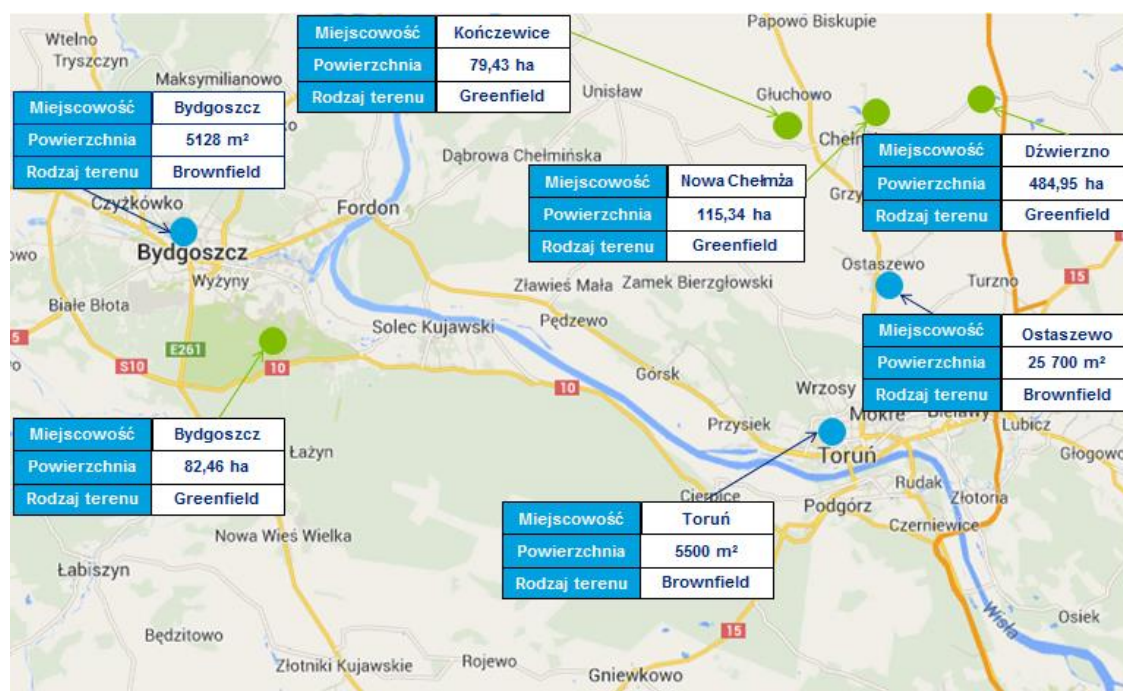 Wtelno
Tryszczyn
Maksymilianowo
Miejscowość Kończewice
Powierzchnia 79,43 ha
Rodzaj terenu Greenfield
Papowo Biskupie
Unisław
Głuchowo
Miejscowość Bydgoszcz
Powierzchnia 5128 m²
Rodzaj terenu Brownfield
Dąbrowa Chełmińska
Miejscowość Dźwierzno
Powierzchnia 484,95 ha
Rodzaj terenu Greenfield
Miejscowość Nowa Chełmża
Powierzchnia 115,34 ha
Rodzaj terenu Greenfield
Czyżkówko
Fordon
Bydgoszcz
Wyżyny
Białe Błota
Zławieś Mała
Zamek Bierzgłowski
Ostaszewo
Turzno
15
Solec Kujawski
Pędzewo
E261
S10
10
10
Miejscowość Ostaszewo
Powierzchnia 25 700 m²
Rodzaj terenu Brownfield
Górsk
Wrzosy
Mokre
Bielawy
Przysiek
Lubicz
Miejscowość Bydgoszcz
Powierzchnia 82,46 ha
Rodzaj terenu Greenfield
Łażyn
Toruń
Głogowo
Cierpice
Rudak
Podgórz
Złotoria
Czerniewice
Miejscowość Toruń
Powierzchnia 5500 m²
Rodzaj terenu Brownfield
Nowa Wieś Wielka
Łabiszyn
Wisła
Osiek
Będzitowo
15
Złotniki Kujawskie
Rojewo
Gniewkowo